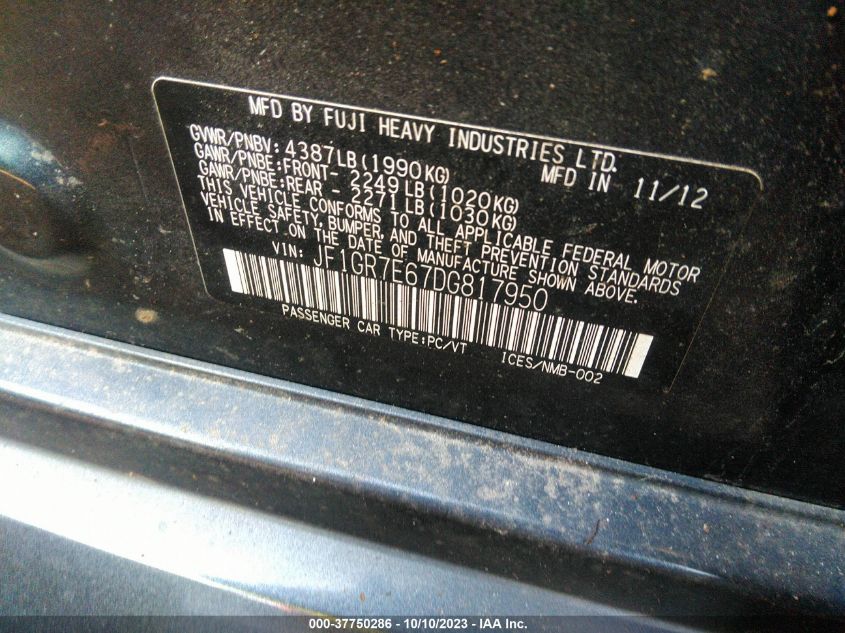 MFD BY FUJI HEAVY INDUSTRIES LTD.
GVWR/PNBV: 4387LB(1990KG) MFD IN 11/12
GAWR/PNBE:FRONT- 2249LB(1020KG)
GAWR/PNBE:REAR - 2271LB(1030KG)
THIS VEHICLE CONFORMS TO ALL APPLICABLE FEDERAL MOTOR
VEHICLE SAFETY, BUMPER, AND THEFT PREVENTION STANDARDS
IN EFFECT ON THE DATE OF MANUFACTURE SHOWN ABOVE.
VIN: JF1GR7E67DG817950
PASSENGER CAR TYPE:PC/VT ICES/NMB-002
000-37750286 - 10/10/2023 - IAA Inc.